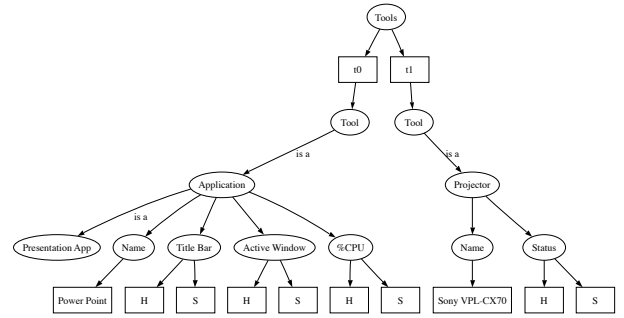 Tools
t0
t1
Tool
Tool
is a
is a
Application
Projector
is a
Presentation App
Name
Title Bar
Active Window
%CPU
Name
Status
Power Point
H
S
H
S
H
S
Sony VPL-CX70
H
S